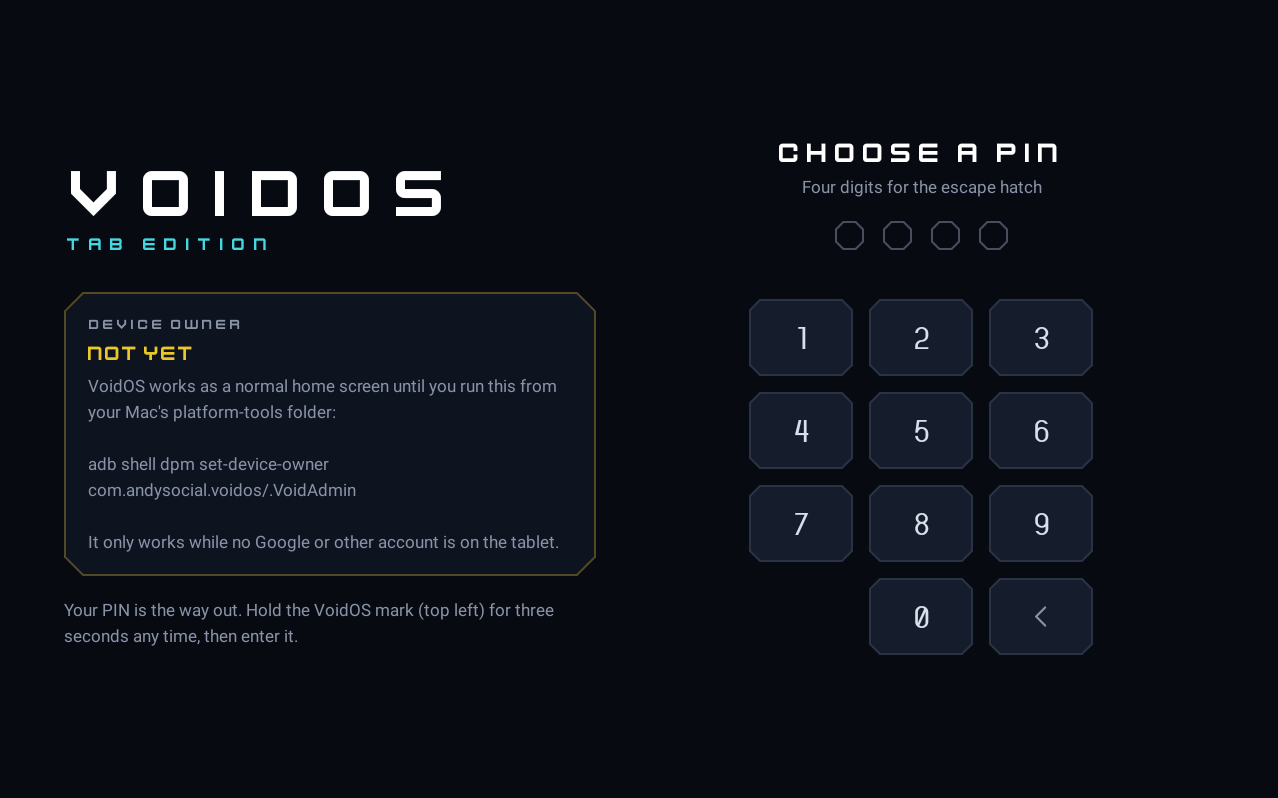 VOIDOS
TAB EDITION
DEVICE OWNER
NOT YET
VoidOS works as a normal home screen until you run this from
your Mac's platform-tools folder:
adb shell dpm set-device-owner
com.andysocial.voidos/.VoidAdmin
It only works while no Google or other account is on the tablet.
Your PIN is the way out. Hold the VoidOS mark (top left) for three
seconds any time, then enter it.
CHOOSE A PIN
Four digits for the escape hatch
1 2 3
4 5 6
7 8 9
0 <